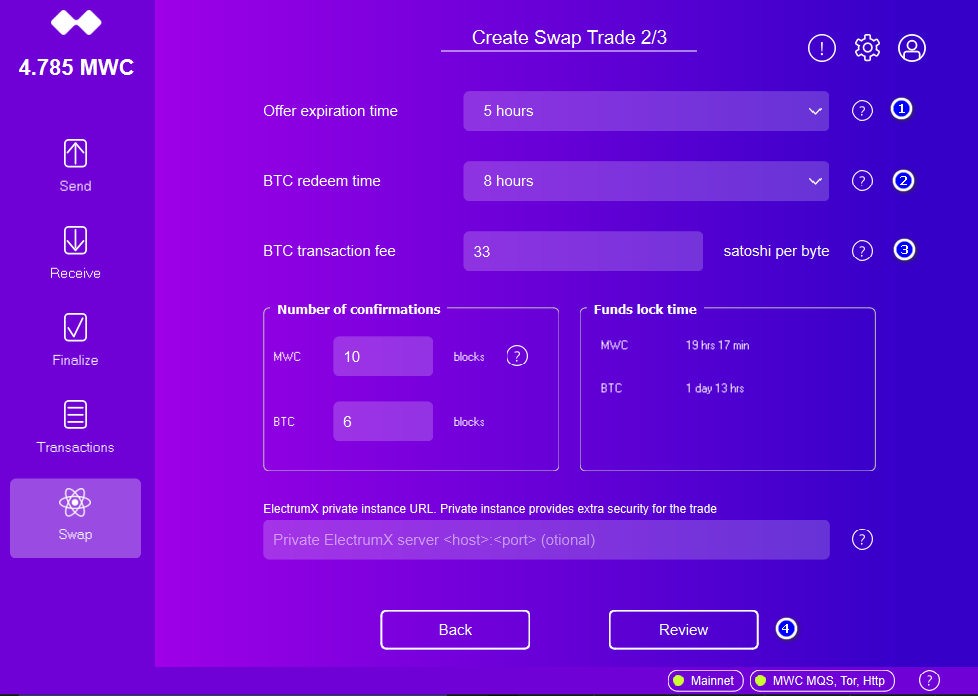 4.785 MWC
Create Swap Trade 2/3
!
Offer expiration time 5 hours ? 1
BTC redeem time 8 hours ? 2
BTC transaction fee 33 satoshi per byte ? 3
Send
Receive
Finalize
Transactions
Swap
Number of confirmations
MWC 10 blocks ?
BTC 6 blocks
Funds lock time
MWC 19 hrs 17 min
BTC 1 day 13 hrs
ElectrumX private instance URL. Private instance provides extra security for the trade
Private ElectrumX server <host>:<port> (otional) ?
Back Review 4
Mainnet MWC MQS, Tor, Http ?